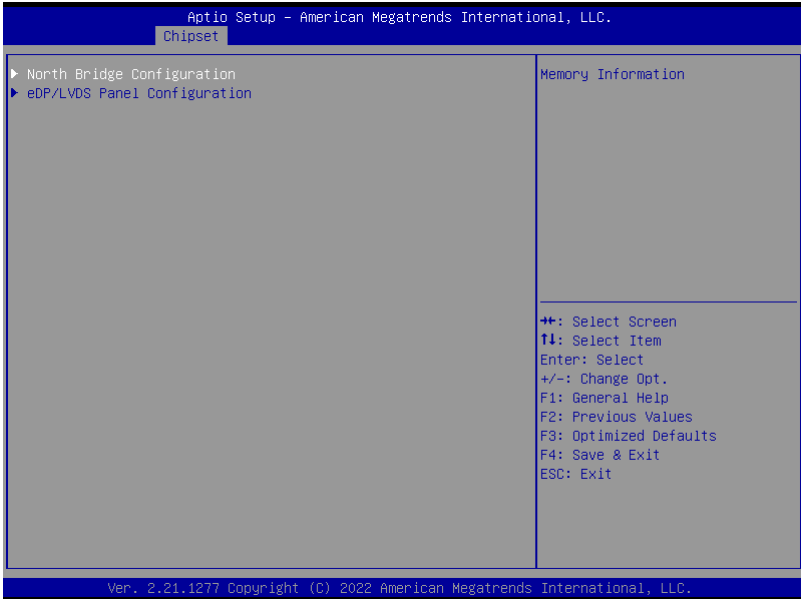 Aptio Setup – American Megatrends International, LLC.
Chipset
▶ North Bridge Configuration
▶ eDP/LVDS Panel Configuration
Memory Information
→←: Select Screen
↑↓: Select Item
Enter: Select
+/-: Change Opt.
F1: General Help
F2: Previous Values
F3: Optimized Defaults
F4: Save & Exit
ESC: Exit
Ver. 2.21.1277 Copyright (C) 2022 American Megatrends International, LLC.